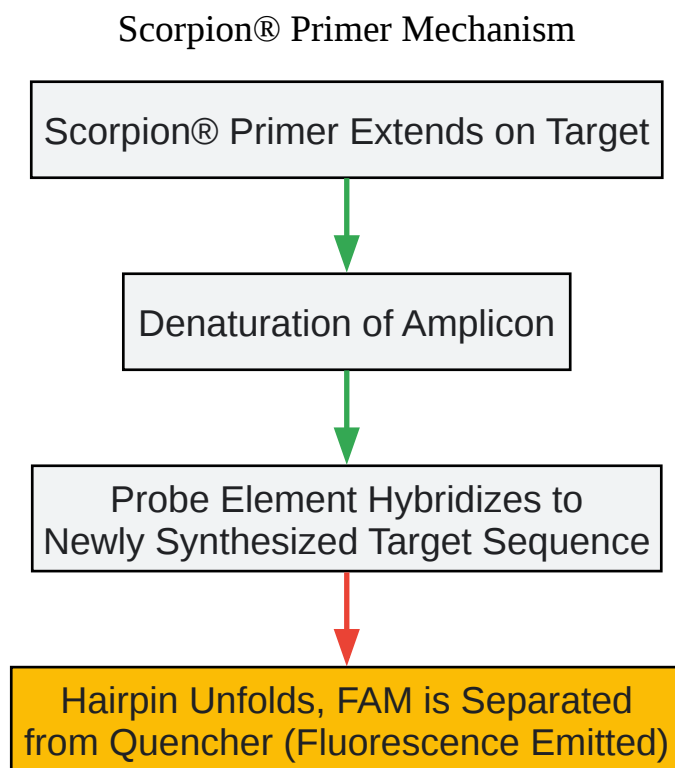 Scorpion® Primer Mechanism
Scorpion® Primer Extends on Target
Denaturation of Amplicon
Probe Element Hybridizes to
Newly Synthesized Target Sequence
Hairpin Unfolds, FAM is Separated
from Quencher (Fluorescence Emitted)